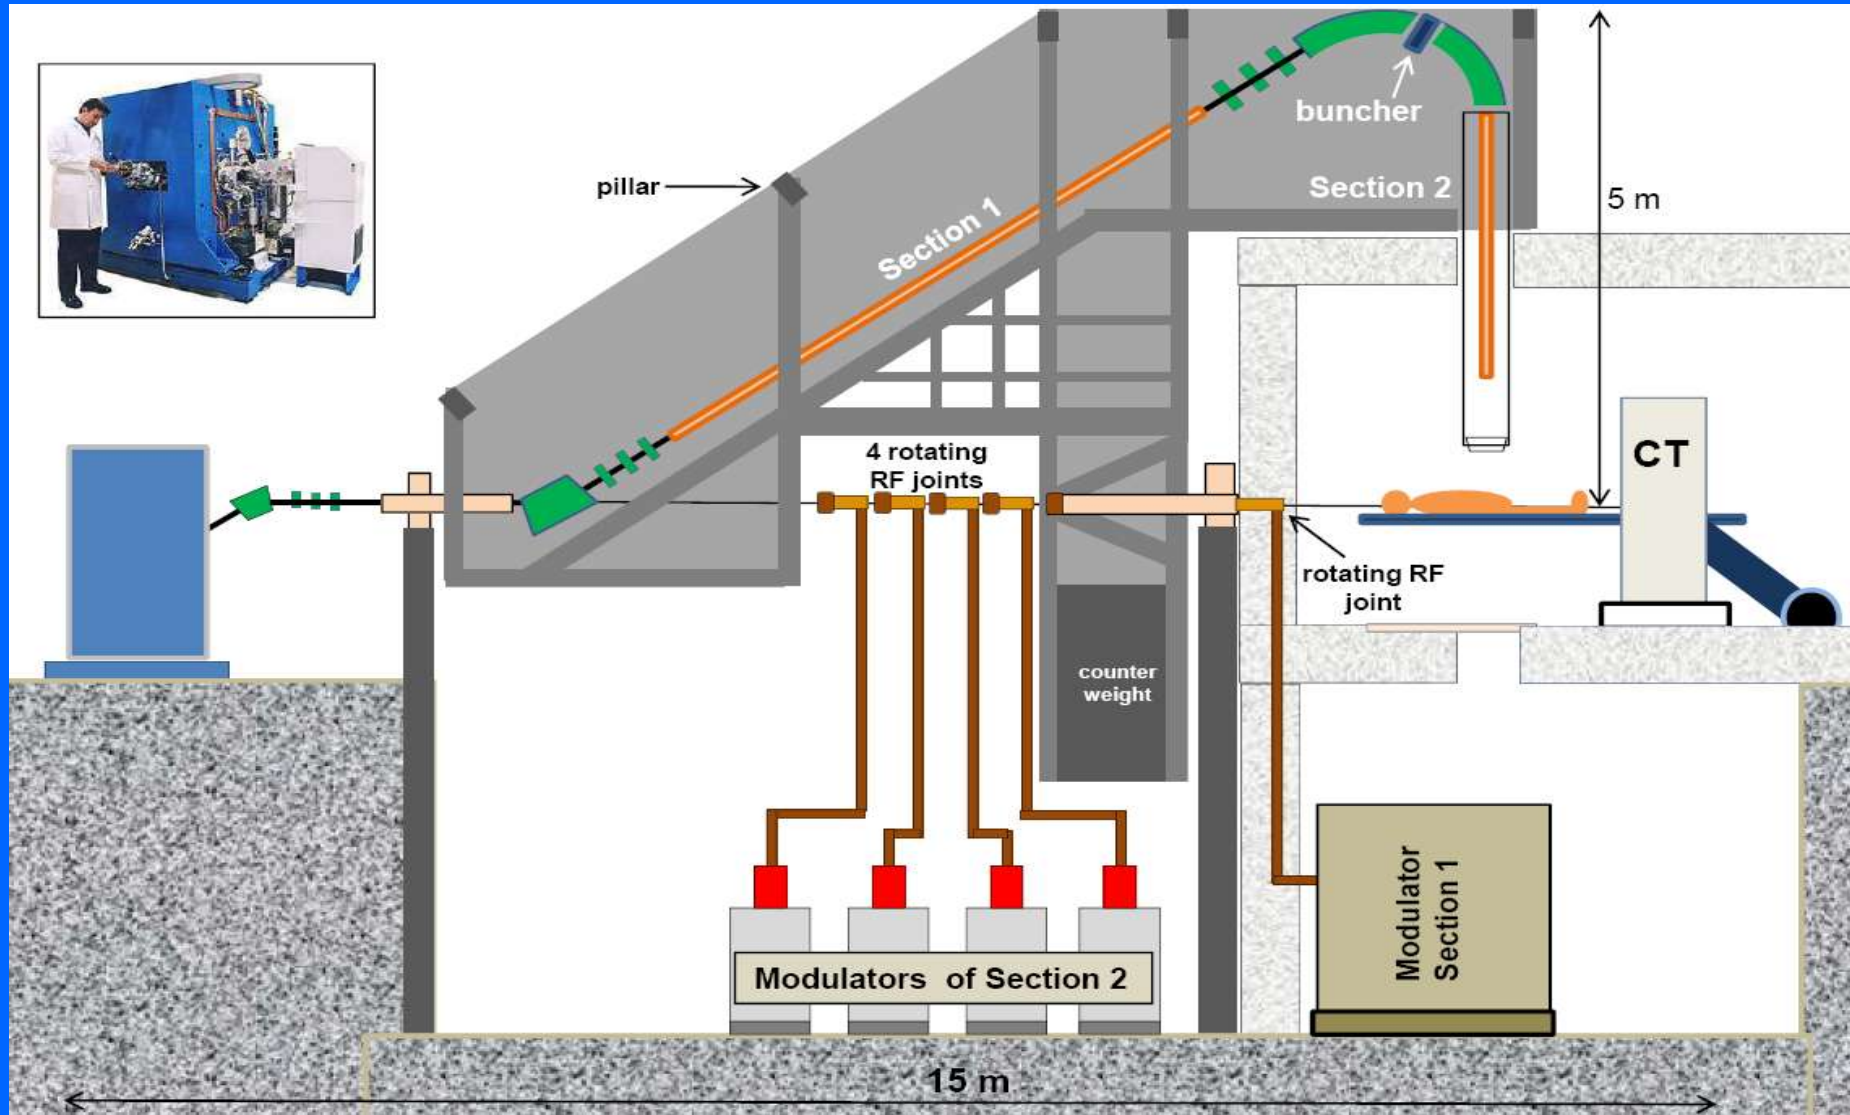 buncher
pillar
Section 2
5 m
Section 1
4 rotating
RF joints
CT
rotating RF
joint
counter
weight
Modulator
Section 1
Modulators of Section 2
15 m